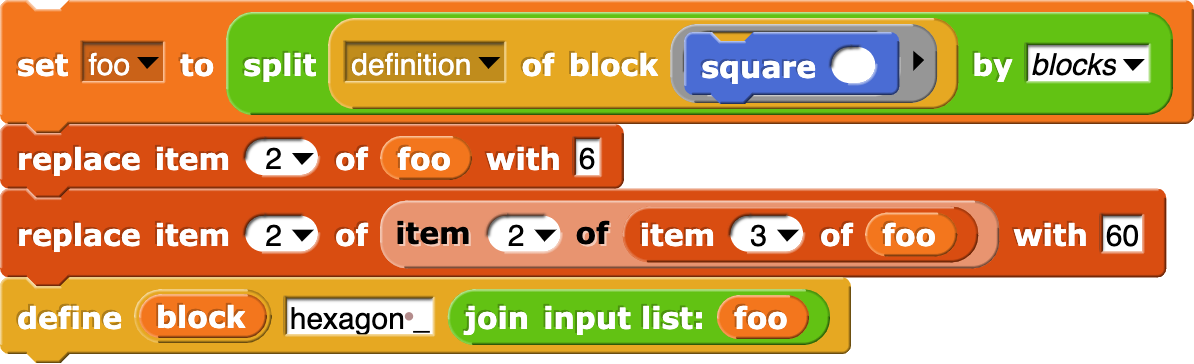 set foo to split definition of block square by blocks
replace item 2 of foo with 6
replace item 2 of item 2 of item 3 of foo with 60
define block hexagon•_ join input list: foo